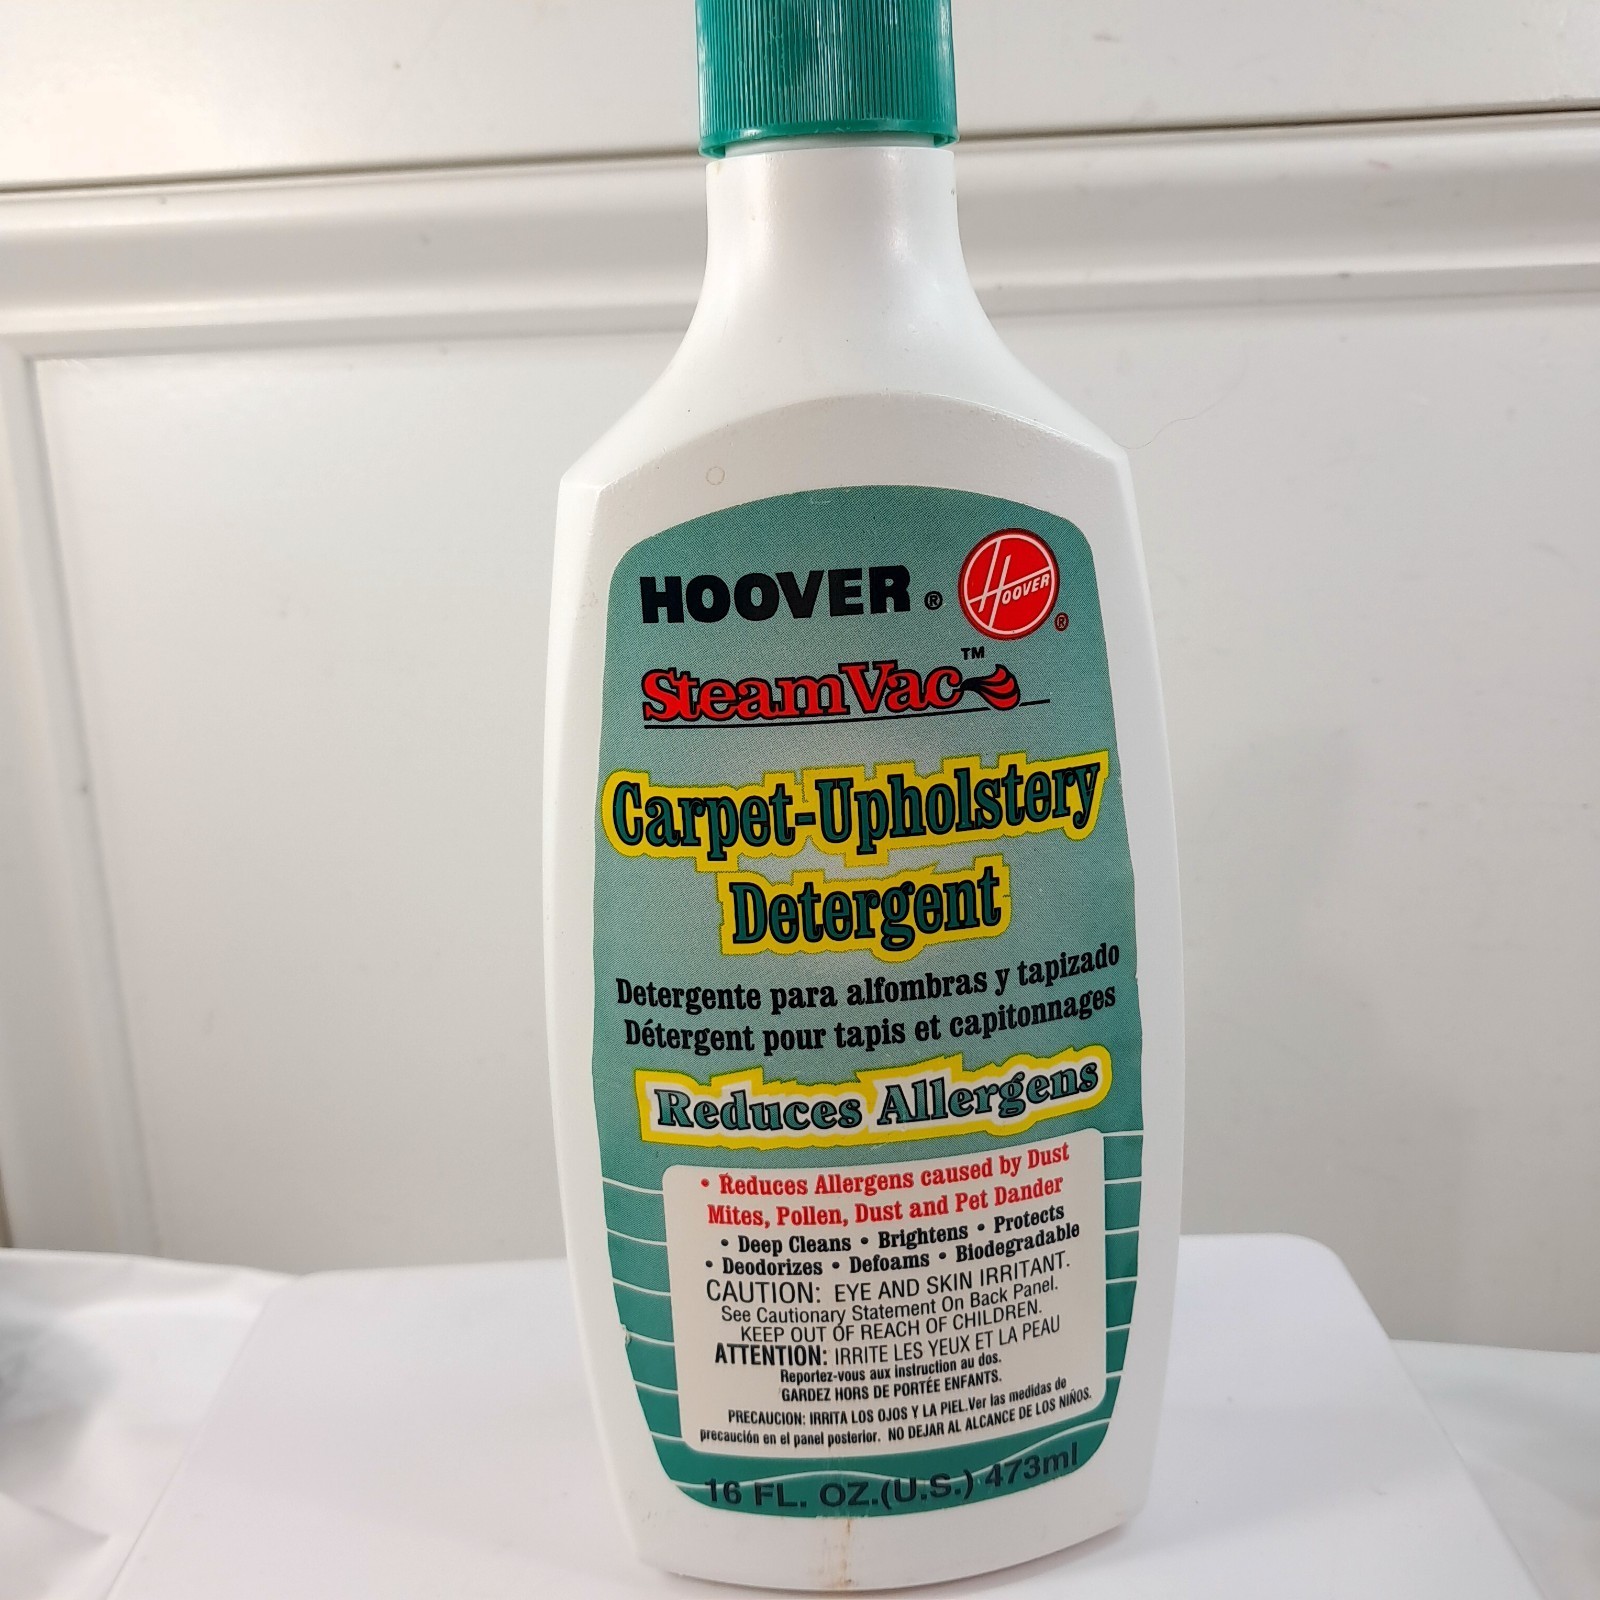 HOOVER ® HOOVER ®
SteamVac™
Carpet-Upholstery
Detergent
Detergente para alfombras y tapizado
Détergent pour tapis et capitonnages
Reduces Allergens
• Reduces Allergens caused by Dust
Mites, Pollen, Dust and Pet Dander
• Deep Cleans • Brightens • Protects
• Deodorizes • Defoams • Biodegradable
CAUTION: EYE AND SKIN IRRITANT.
See Cautionary Statement On Back Panel.
KEEP OUT OF REACH OF CHILDREN.
ATTENTION: IRRITE LES YEUX ET LA PEAU
Reportez-vous aux instruction au dos.
GARDEZ HORS DE PORTÉE ENFANTS.
PRECAUCION: IRRITA LOS OJOS Y LA PIEL.Ver las medidas de
precaución en el panel posterior. NO DEJAR AL ALCANCE DE LOS NIÑOS.
16 FL. OZ.(U.S.) 473ml